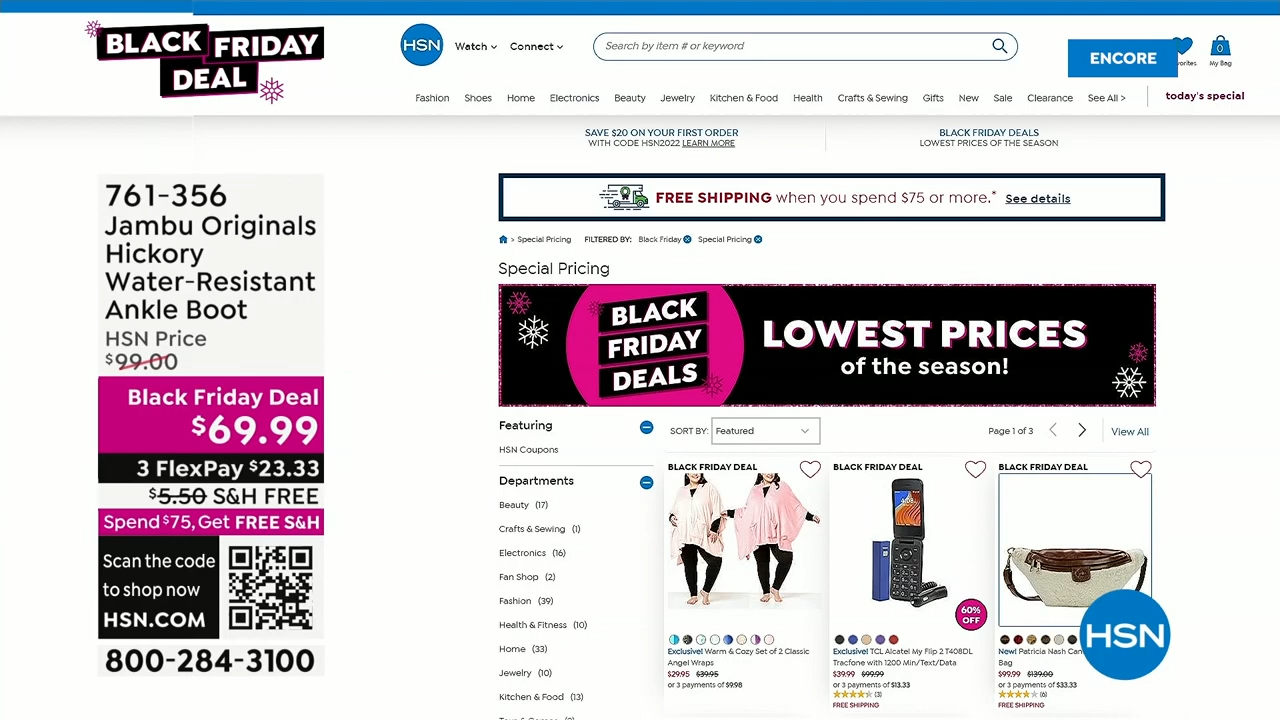 BLACK FRIDAY
DEAL
HSN
Watch
Connect
Search by item # or keyword
ENCORE
0
My Bag
Fashion
Shoes
Home
Electronics
Beauty
Jewelry
Kitchen & Food
Health
Crafts & Sewing
Gifts
New
Sale
Clearance
See All >
today's special
SAVE $20 ON YOUR FIRST ORDER
WITH CODE HSN2022 LEARN MORE
BLACK FRIDAY DEALS
LOWEST PRICES OF THE SEASON
761-356
Jambu Originals
Hickory
Water-Resistant
Ankle Boot
HSN Price
$99.00
Black Friday Deal
$69.99
3 FlexPay $23.33
$5.50 S&H FREE
Spend $75, Get FREE S&H
Scan the code
to shop now
HSN.COM
800-284-3100
FREE SHIPPING when you spend $75 or more.* See details
> Special Pricing FILTERED BY: Black Friday Special Pricing
Special Pricing
BLACK
FRIDAY
DEALS
LOWEST PRICES
of the season!
Featuring
HSN Coupons
Departments
Beauty (17)
Crafts & Sewing (1)
Electronics (16)
Fan Shop (2)
Fashion (39)
Health & Fitness (10)
Home (33)
Jewelry (10)
Kitchen & Food (13)
SORT BY: Featured
Page 1 of 3
View All
BLACK FRIDAY DEAL
Exclusive! Warm & Cozy Set of 2 Classic
Angel Wraps
$29.95 $39.95
or 3 payments of $9.98
BLACK FRIDAY DEAL
4:08
60%
OFF
Exclusive! TCL Alcatel My Flip 2 T408DL
Tracfone with 1200 Min/Text/Data
$39.99 $99.99
or 3 payments of $13.33
(3)
FREE SHIPPING
BLACK FRIDAY DEAL
New! Patricia Nash
Bag
$99.99 $139.00
or 3 payments of $33.33
(6)
FREE SHIPPING
HSN